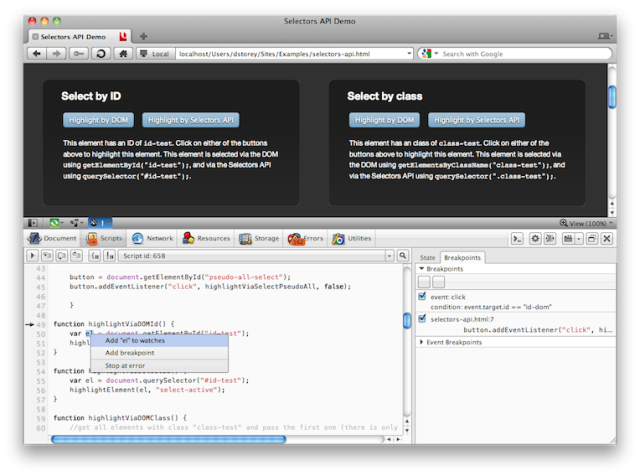 Selectors API Demo
Selectors API Demo
Local
localhost/Users/dstorey/Sites/Examples/selectors-api.html
Search with Google
Select by ID
Highlight by DOM
Highlight by Selectors API
This element has an ID of id-test. Click on either of the buttons
above to highlight this element. This element is selected via the DOM
using getElementById("id-test");, and via the Selectors API
using querySelector("#id-test");.
Select by class
Highlight by DOM
Highlight by Selectors API
This element has an class of class-test. Click on either of the
buttons above to highlight this element. This element is selected via
the DOM using getElementsByClassName("class-test");, and
via the Selectors API using querySelector(".class-test");.
View (100%)
Document
Scripts
Network
Resources
Storage
Errors
Utilities
Script id: 658
State
Breakpoints
43
44 button = document.getElementById("pseudo-all-select");
45 button.addEventListener("click", highlightViaSelectPseudoAll, false);
46
47 }
48
49 function highlightViaDOMId() {
50 var el = document.getElementById("id-test");
51 highl
52 }
Add "el" to watches
Add breakpoint
Stop at error
54 function
55 var el = document.querySelector("#id-test");
56 highlightElement(el, "select-active");
57 }
58
59 function highlightViaDOMClass() {
60 //get all elements with class "class-test" and pass the first one (there is only
Breakpoints
event: click
condition: event.target.id == "id-dom"
selectors-api.html:7
button.addEventListener("click", hi...
Event Breakpoints